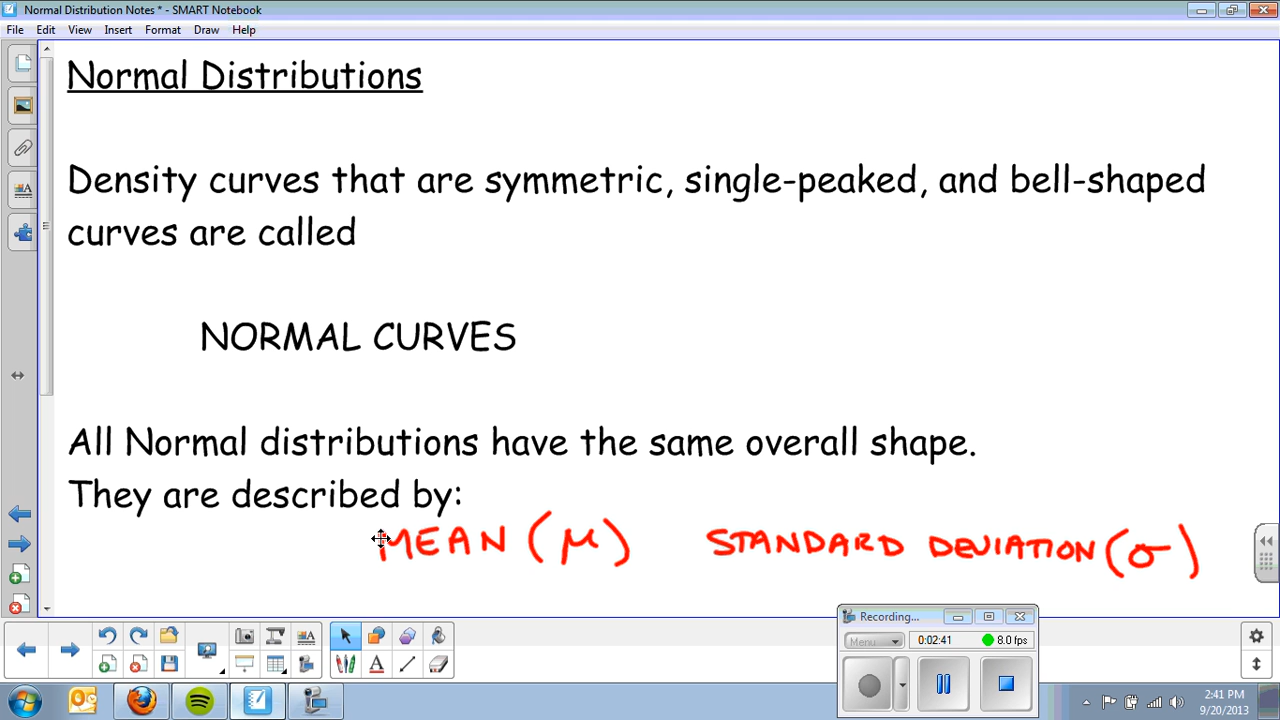 Normal Distribution Notes * - SMART Notebook
File Edit View Insert Format Draw Help
Normal Distributions
Density curves that are symmetric, single-peaked, and bell-shaped
curves are called
NORMAL CURVES
All Normal distributions have the same overall shape.
They are described by:
MEAN (μ) STANDARD DEVIATION (σ)
Recording...
Menu 0:02:41 8.0 fps
2:41 PM
9/20/2013